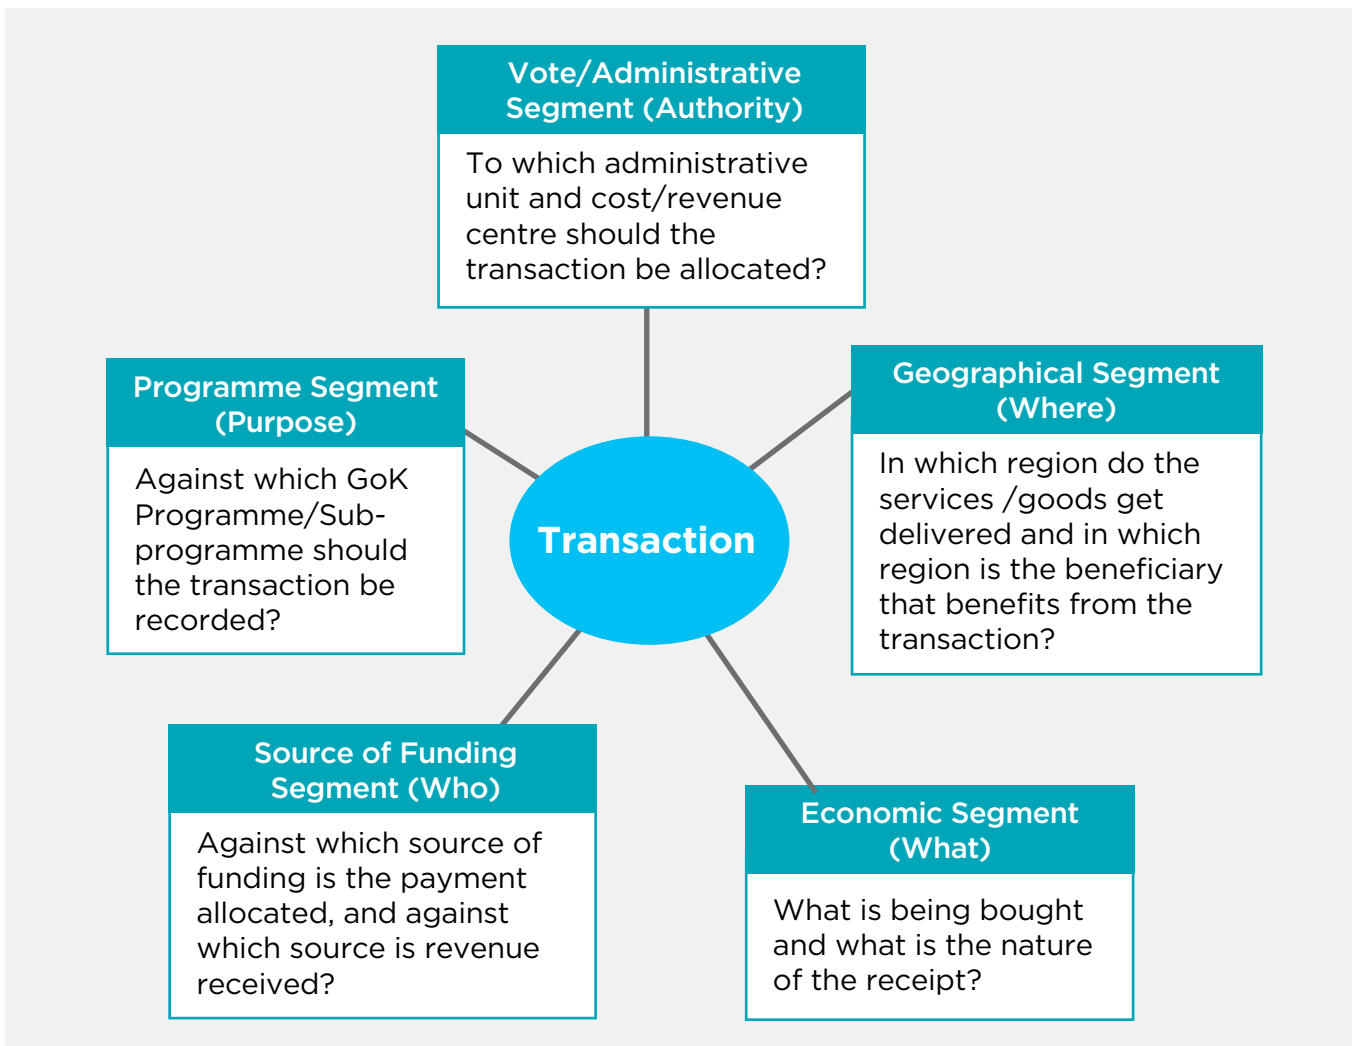 Vote/Administrative
Segment (Authority)
To which administrative
unit and cost/revenue
centre should the
transaction be allocated?
Programme Segment
(Purpose)
Against which GoK
Programme/Sub-
programme should
the transaction be
recorded?
Geographical Segment
(Where)
In which region do the
services /goods get
delivered and in which
region is the beneficiary
that benefits from the
transaction?
Transaction
Source of Funding
Segment (Who)
Against which source of
funding is the payment
allocated, and against
which source is revenue
received?
Economic Segment
(What)
What is being bought
and what is the nature
of the receipt?